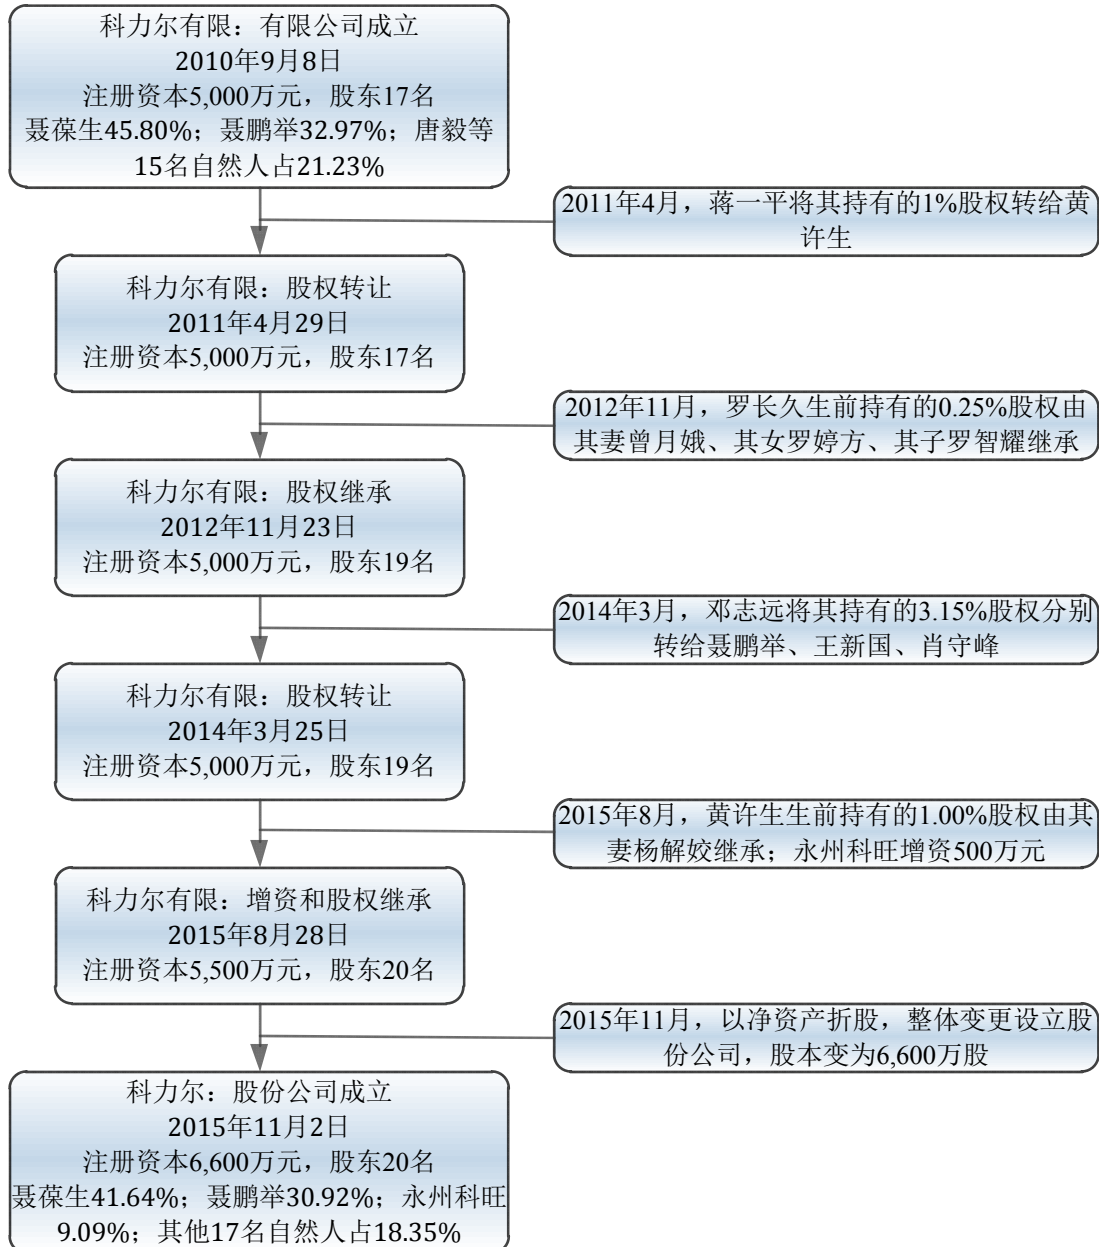 科力尔有限：有限公司成立
2010年9月8日
注册资本5,000万元，股东17名
聂葆生45.80%；聂鹏举32.97%；唐毅等
15名自然人占21.23%
2011年4月，蒋一平将其持有的1%股权转给黄
许生
科力尔有限：股权转让
2011年4月29日
注册资本5,000万元，股东17名
2012年11月，罗长久生前持有的0.25%股权由
其妻曾月娥、其女罗婷方、其子罗智耀继承
科力尔有限：股权继承
2012年11月23日
注册资本5,000万元，股东19名
2014年3月，邓志远将其持有的3.15%股权分别
转给聂鹏举、王新国、肖守峰
科力尔有限：股权转让
2014年3月25日
注册资本5,000万元，股东19名
2015年8月，黄许生生前持有的1.00%股权由其
妻杨解姣继承；永州科旺增资500万元
科力尔有限：增资和股权继承
2015年8月28日
注册资本5,500万元，股东20名
2015年11月，以净资产折股，整体变更设立股
份公司，股本变为6,600万股
科力尔：股份公司成立
2015年11月2日
注册资本6,600万元，股东20名
聂葆生41.64%；聂鹏举30.92%；永州科旺
9.09%；其他17名自然人占18.35%